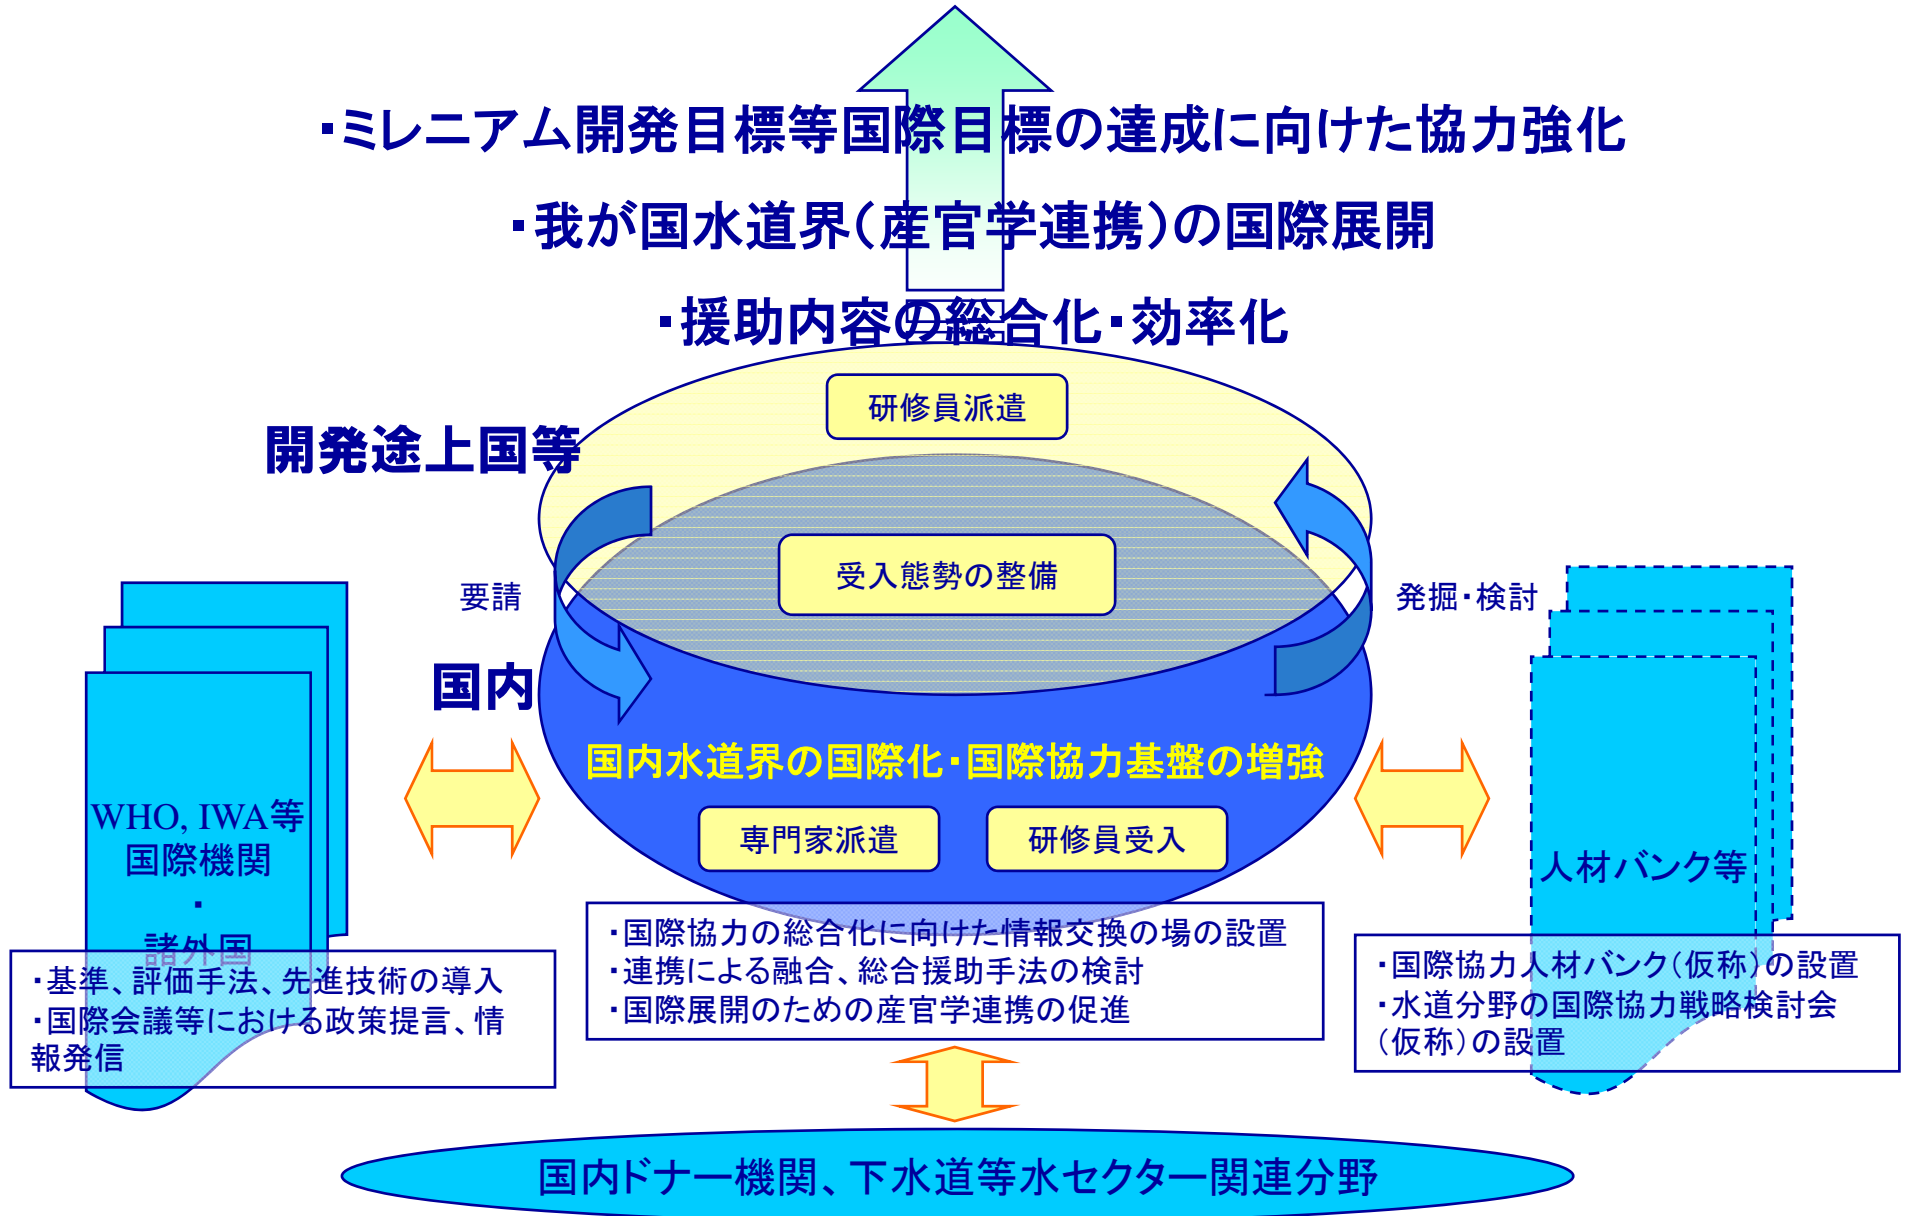 ・ミレニアム開発目標等国際目標の達成に向けた協力強化
・我が国水道界（産官学連携）の国際展開
・援助内容の総合化・効率化
研修員派遣
開発途上国等
受入態勢の整備
要請
発掘・検討
国内
国内水道界の国際化・国際協力基盤の増強
専門家派遣
研修員受入
WHO, IWA等
国際機関
・
諸外国
・基準、評価手法、先進技術の導入
・国際会議等における政策提言、情
報発信
・国際協力の総合化に向けた情報交換の場の設置
・連携による融合、総合援助手法の検討
・国際展開のための産官学連携の促進
人材バンク等
・国際協力人材バンク（仮称）の設置
・水道分野の国際協力戦略検討会
（仮称）の設置
国内ドナー機関、下水道等水セクター関連分野